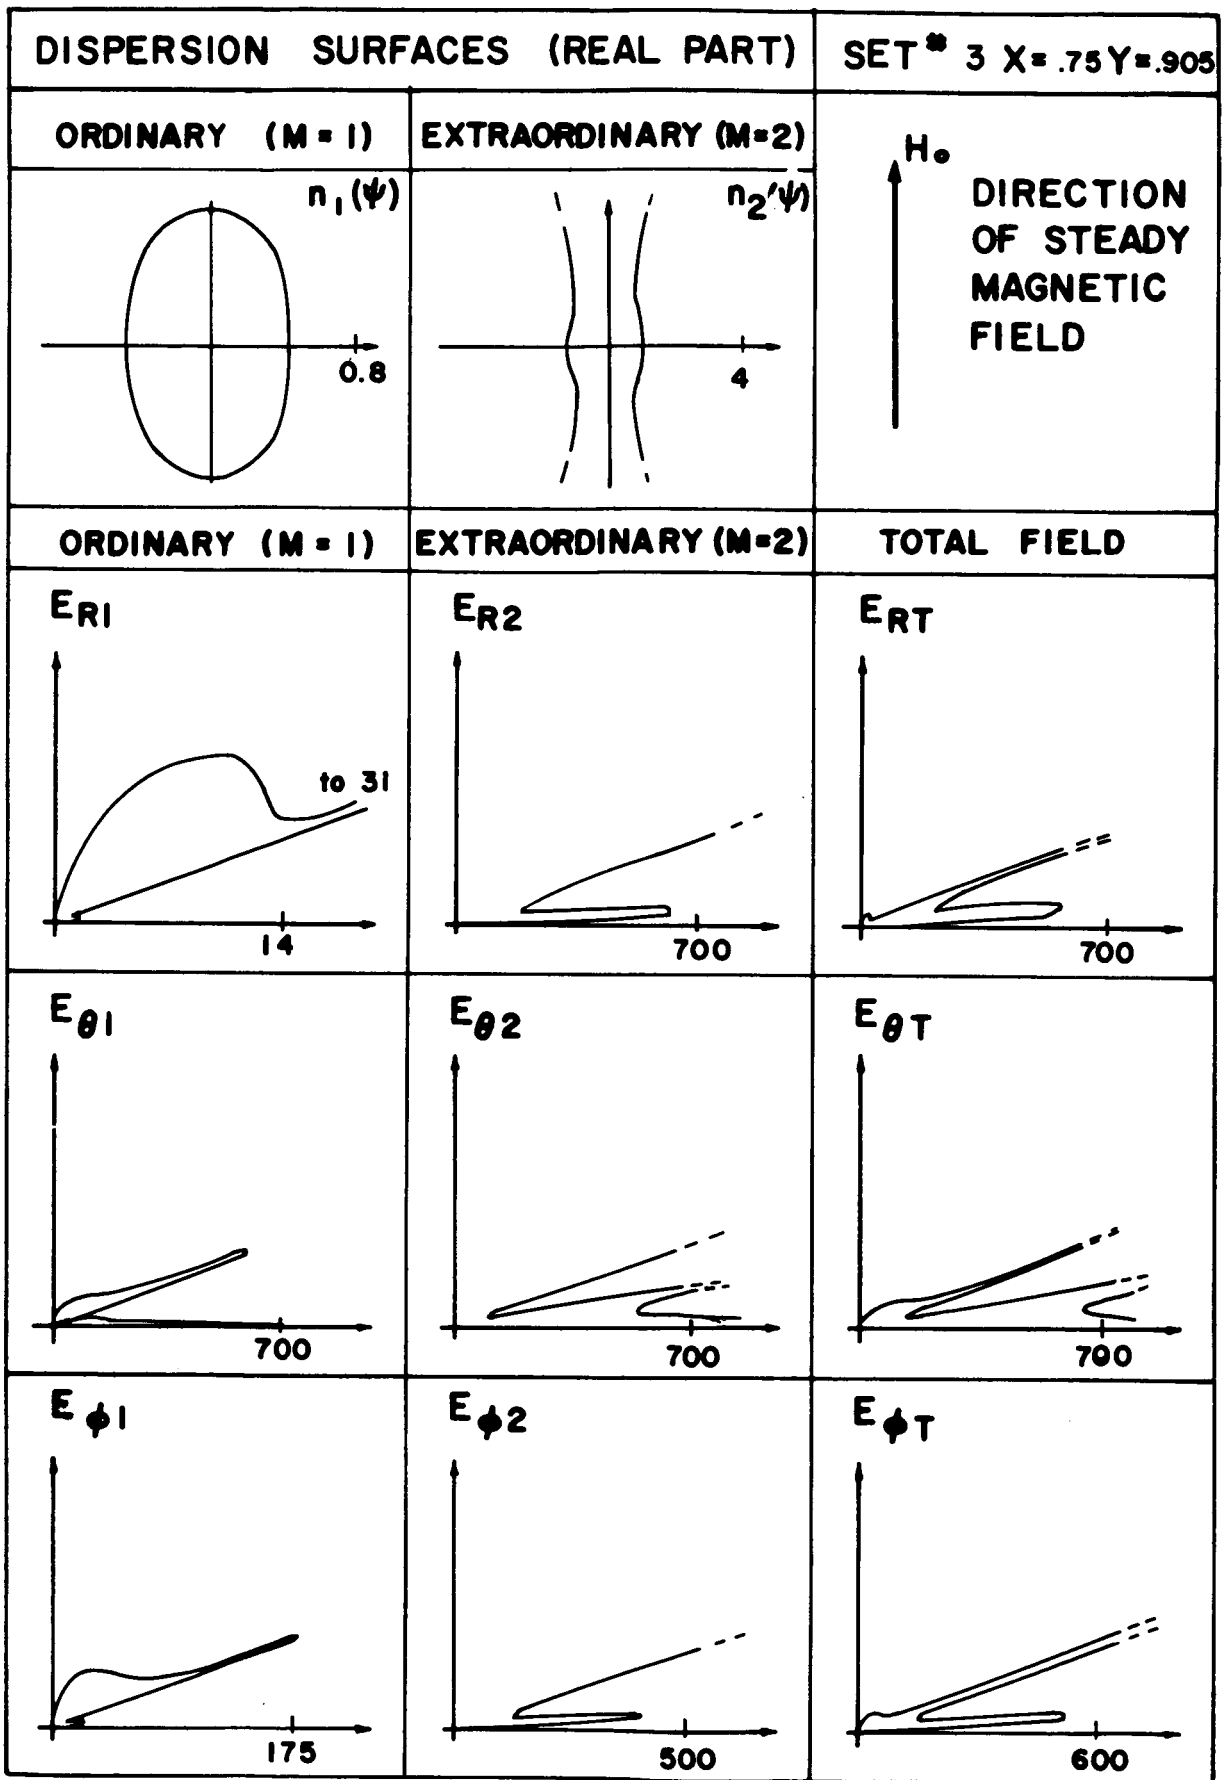 DISPERSION SURFACES (REAL PART)
SET # 3 X = .75 Y = .905
ORDINARY (M = 1)
EXTRAORDINARY (M=2)
n1(ψ)
0.8
n2(ψ)
4
Ho
DIRECTION
OF STEADY
MAGNETIC
FIELD
ORDINARY (M = 1)
EXTRAORDINARY (M=2)
TOTAL FIELD
ER1
to 31
14
ER2
700
ERT
700
Eθ1
700
Eθ2
700
EθT
700
Eϕ1
175
Eϕ2
500
EϕT
600